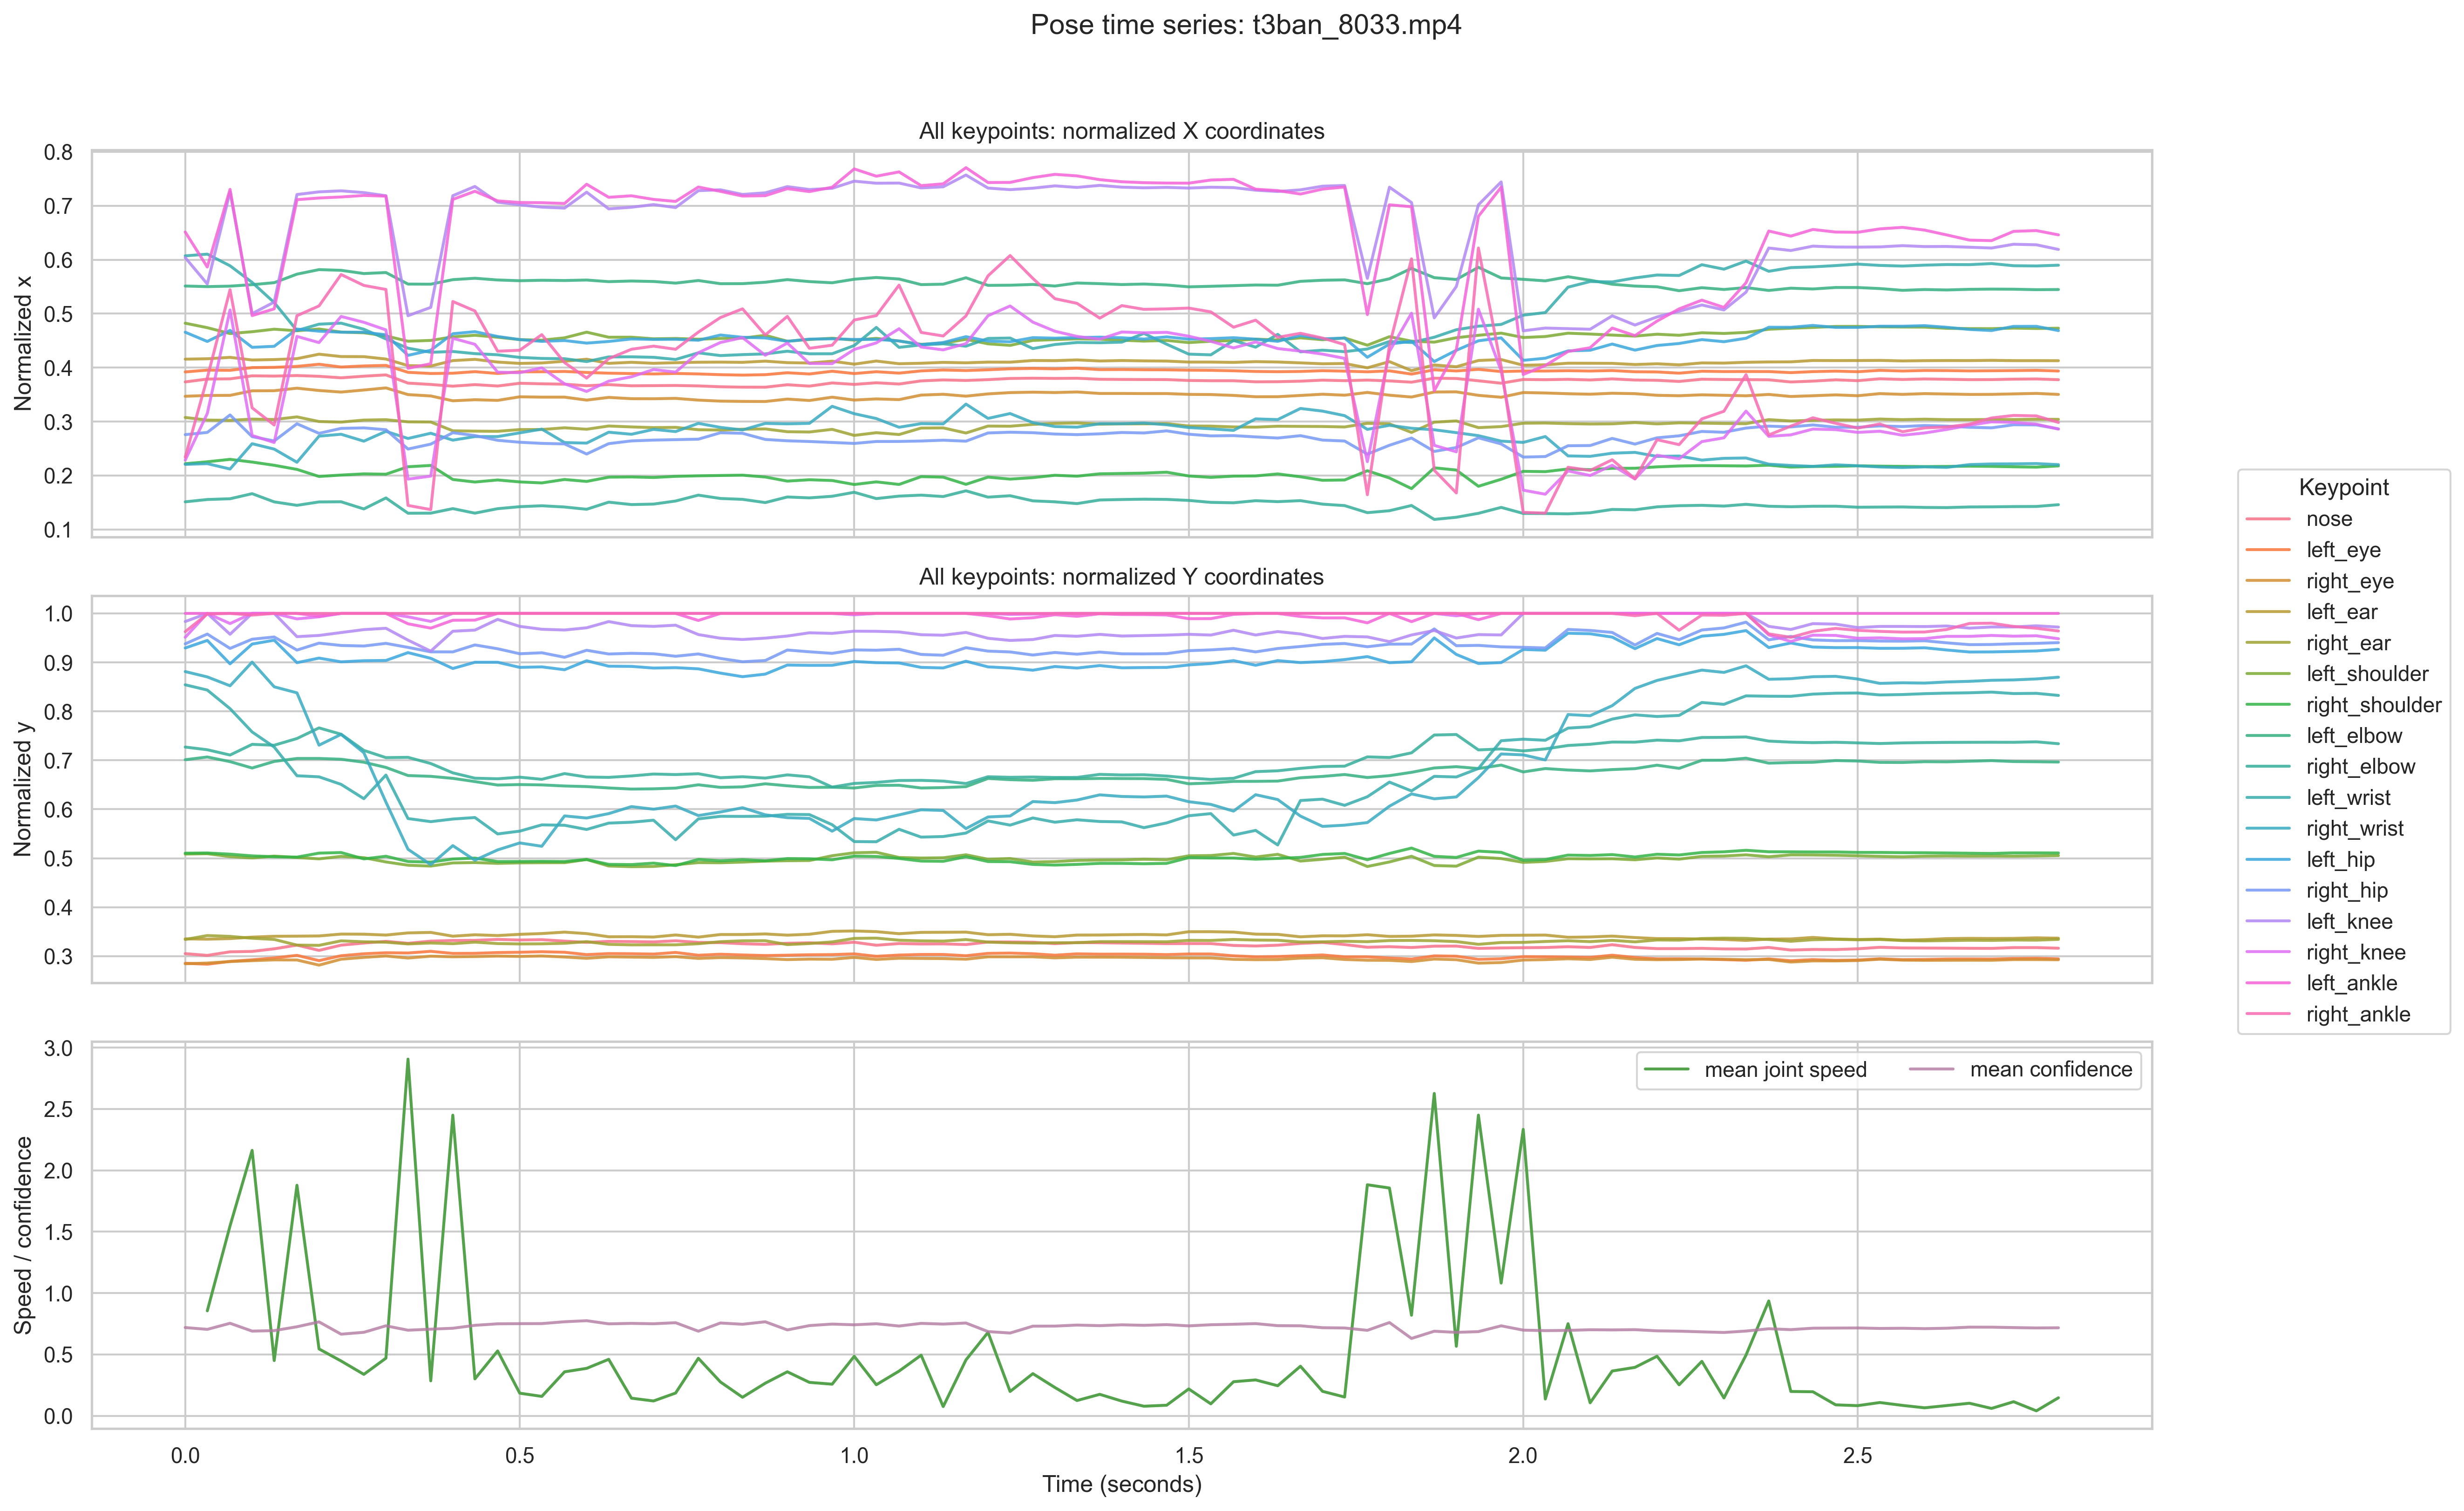 Pose time series: t3ban_8033.mp4
All keypoints: normalized X coordinates
Normalized x
0.8
0.7
0.6
0.5
0.4
0.3
0.2
0.1
All keypoints: normalized Y coordinates
Normalized y
1.0
0.9
0.8
0.7
0.6
0.5
0.4
0.3
Keypoint
nose
left_eye
right_eye
left_ear
right_ear
left_shoulder
right_shoulder
left_elbow
right_elbow
left_wrist
right_wrist
left_hip
right_hip
left_knee
right_knee
left_ankle
right_ankle
Speed / confidence
3.0
2.5
2.0
1.5
1.0
0.5
0.0
mean joint speed mean confidence
0.0 0.5 1.0 1.5 2.0 2.5
Time (seconds)